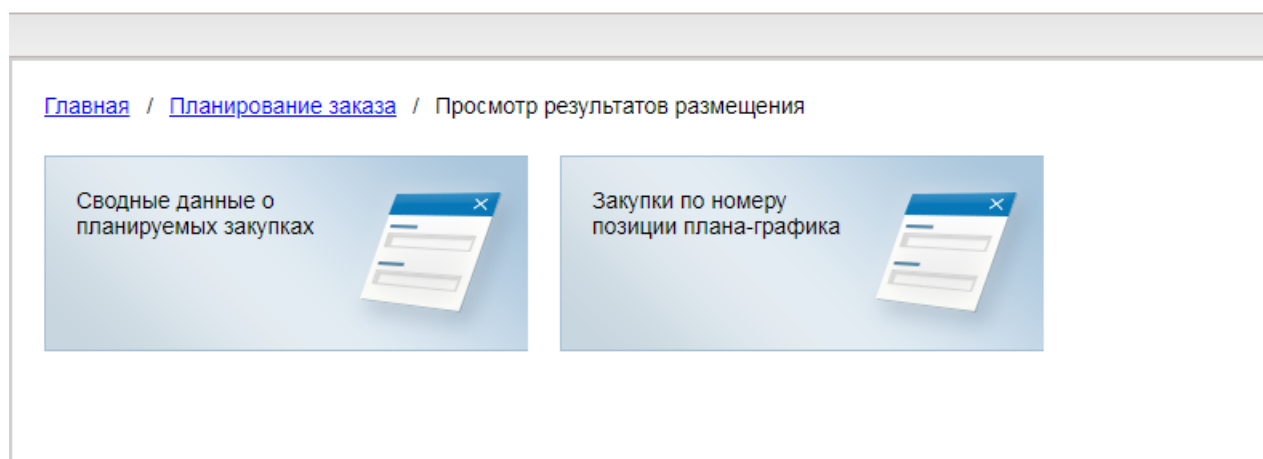 Главная / Планирование заказа / Просмотр результатов размещения
Сводные данные о
планируемых закупках
Закупки по номеру
позиции плана-графика